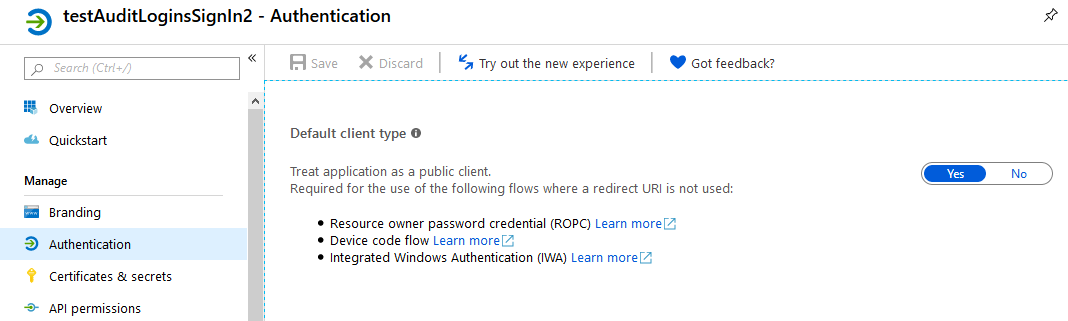 testAuditLoginsSignIn2 - Authentication
Search (Ctrl+/)
«
Save
Discard
Try out the new experience
Got feedback?
Overview
Quickstart
Manage
Branding
Authentication
Certificates & secrets
API permissions
Default client type
Treat application as a public client.
Required for the use of the following flows where a redirect URI is not used:
Yes
No
• Resource owner password credential (ROPC) Learn more
• Device code flow Learn more
• Integrated Windows Authentication (IWA) Learn more